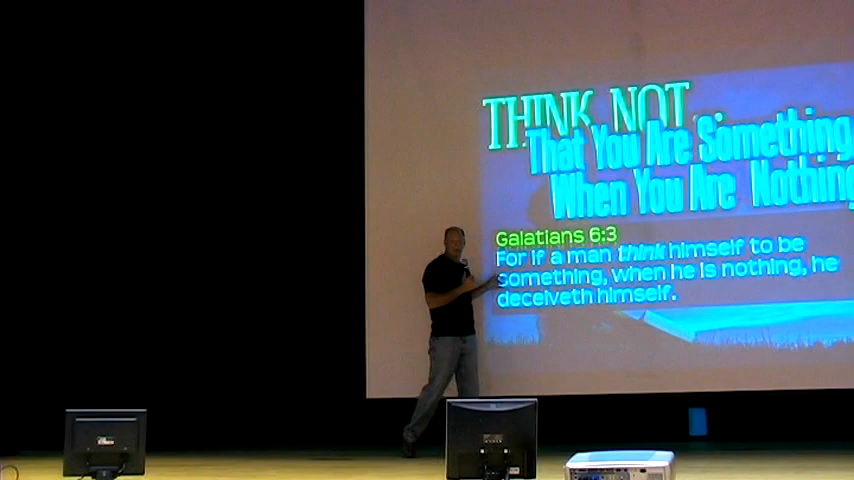 THINK NOT...
That You Are Something,
When You Are Nothing
Galatians 6:3
For if a man think himself to be
something, when he is nothing, he
deceiveth himself.